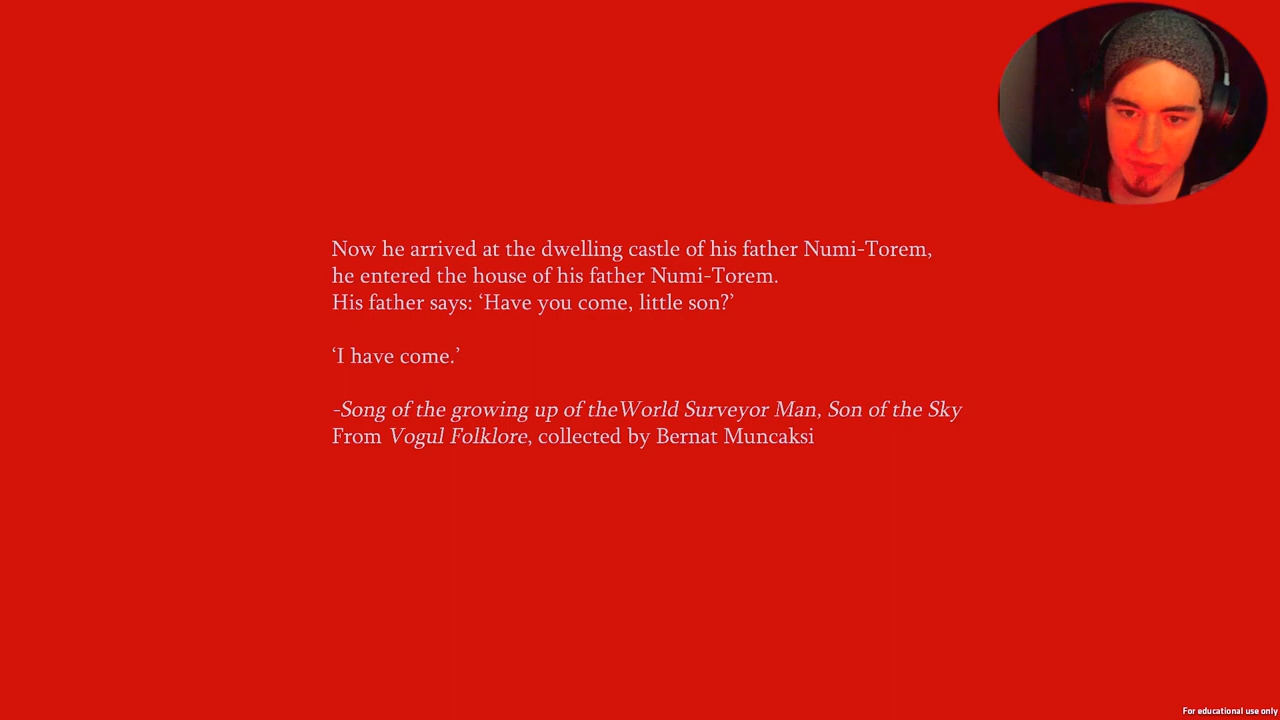 Now he arrived at the dwelling castle of his father Numi-Torem,
he entered the house of his father Numi-Torem.
His father says: ‘Have you come, little son?’
‘I have come.’
-Song of the growing up of theWorld Surveyor Man, Son of the Sky
From Vogul Folklore, collected by Bernat Muncaksi
For educational use only